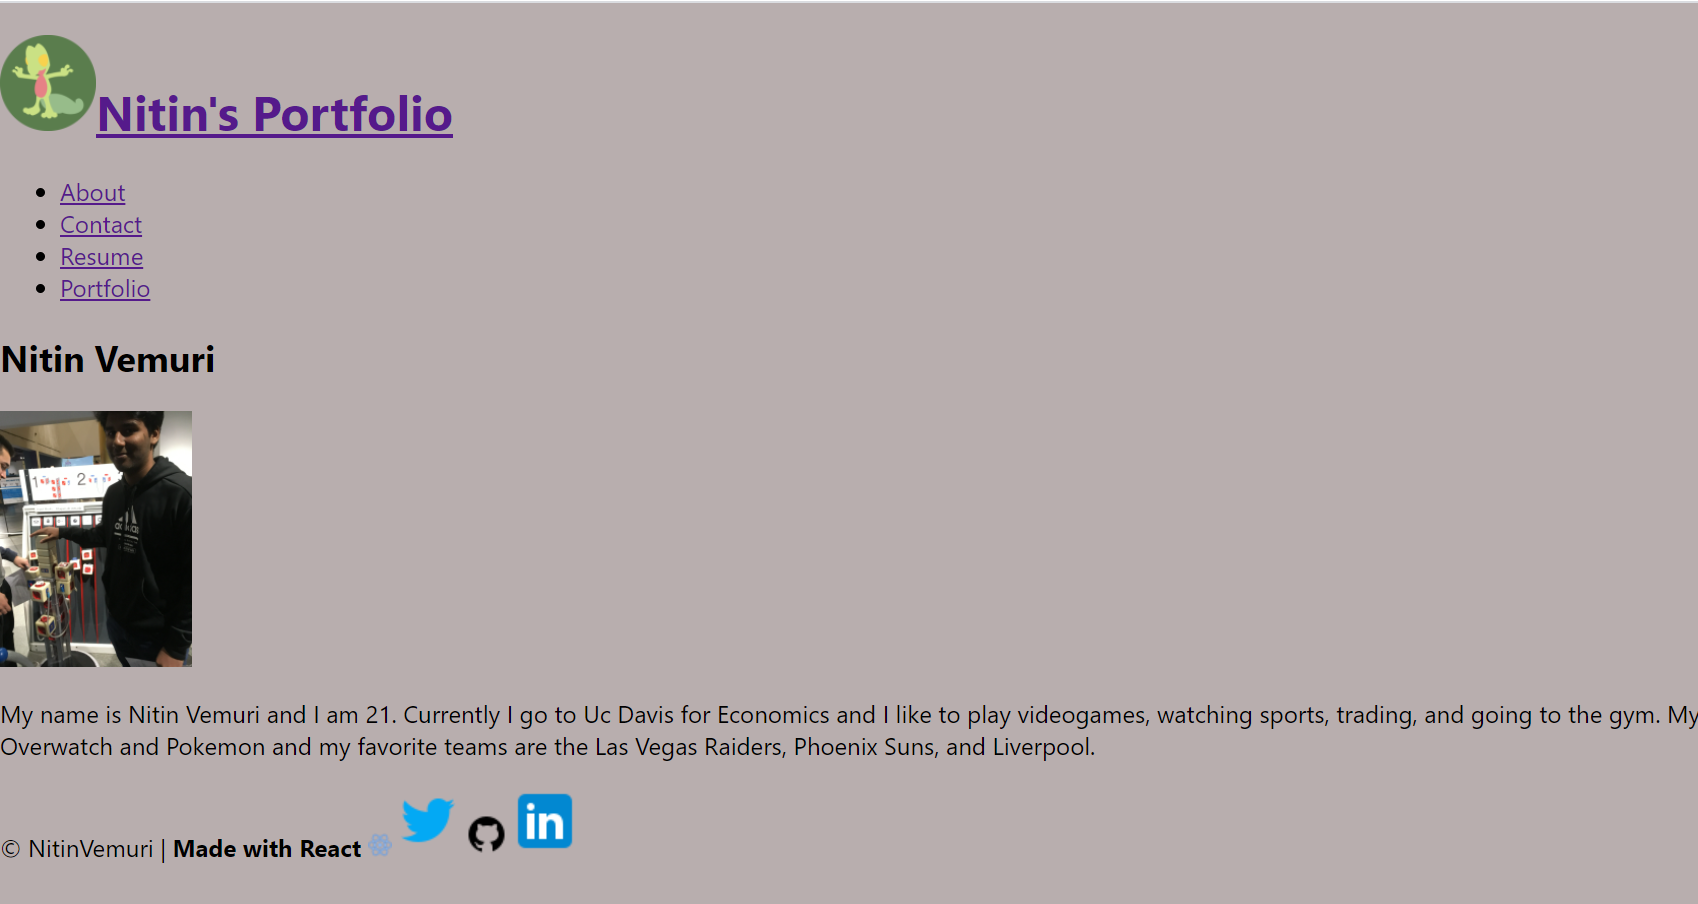 Nitin's Portfolio
About
Contact
Resume
Portfolio
Nitin Vemuri
1 2
adidas
My name is Nitin Vemuri and I am 21. Currently I go to Uc Davis for Economics and I like to play videogames, watching sports, trading, and going to the gym. My
Overwatch and Pokemon and my favorite teams are the Las Vegas Raiders, Phoenix Suns, and Liverpool.
© NitinVemuri | Made with React
in